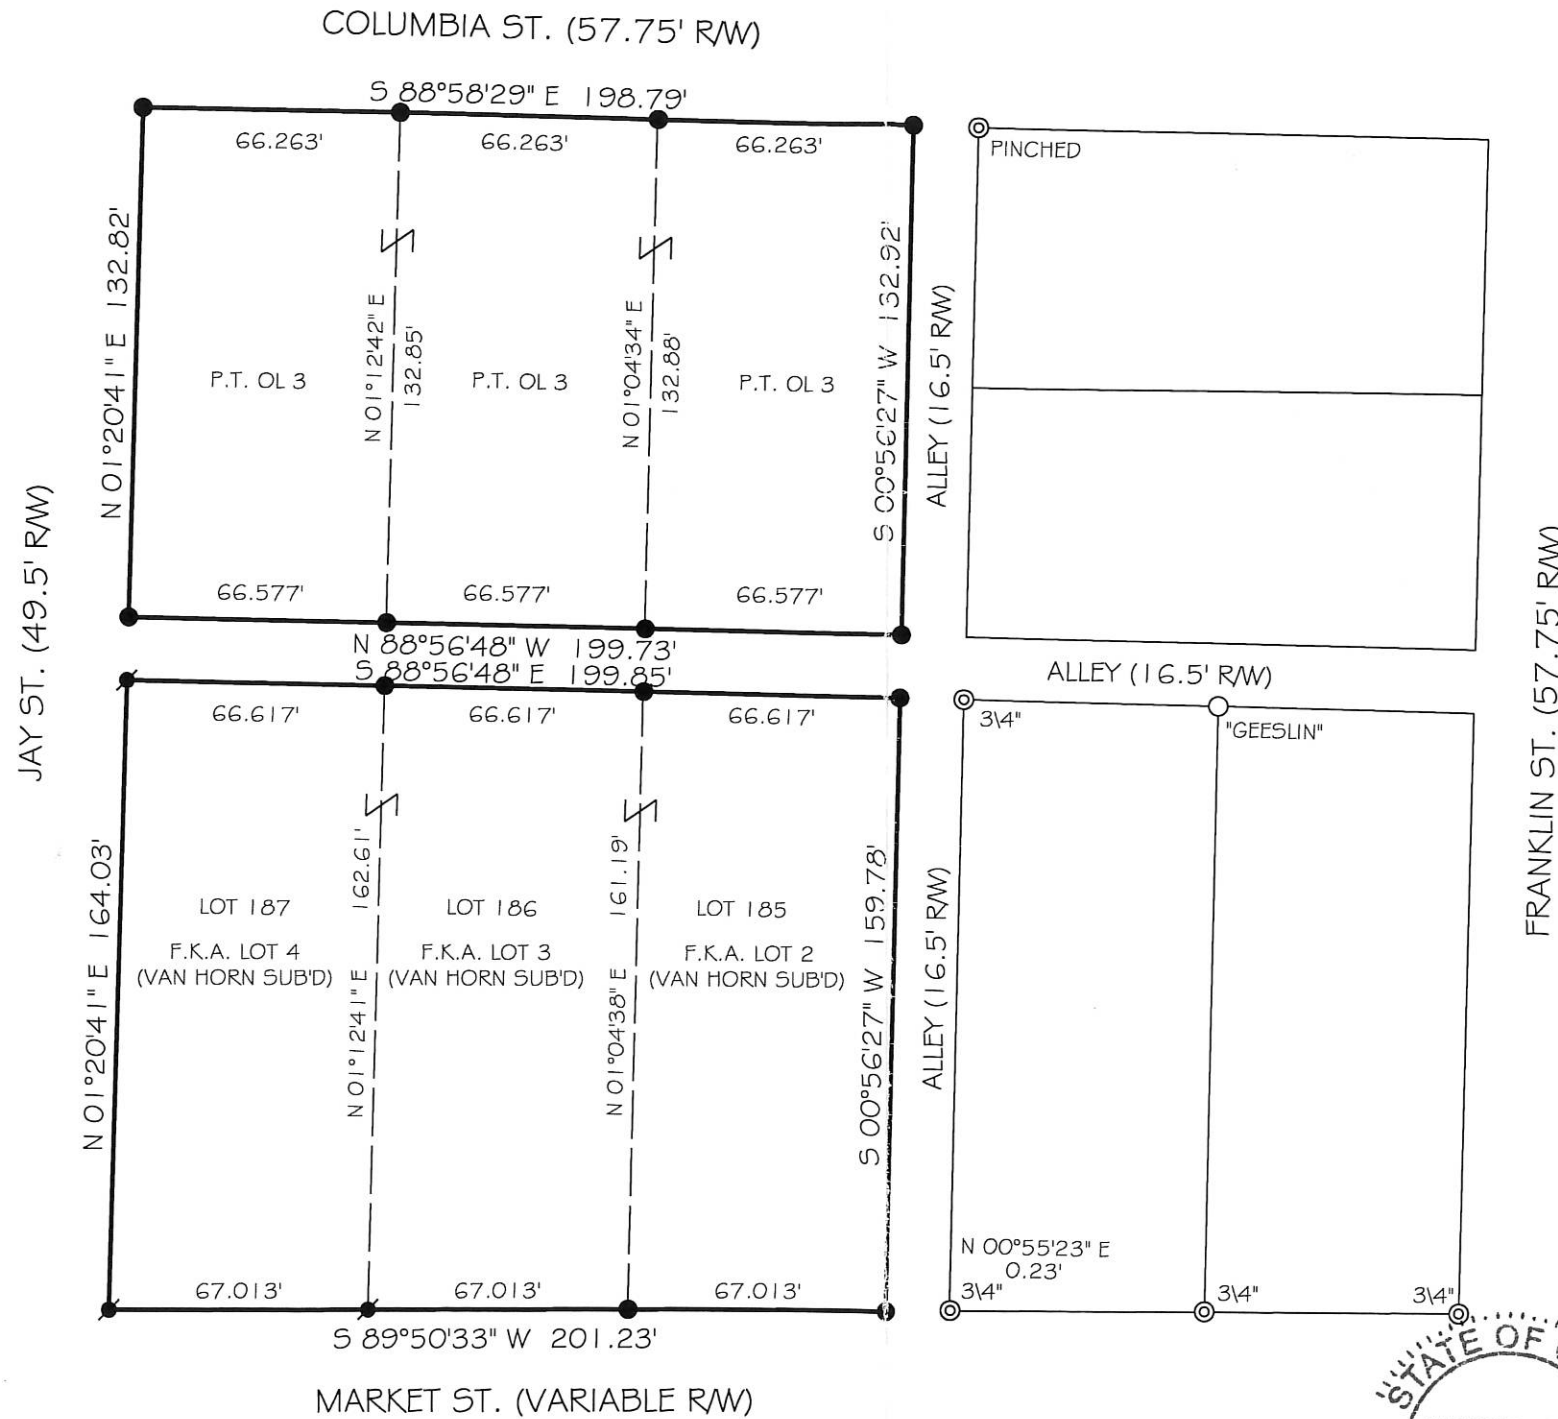 COLUMBIA ST. (57.75' R/W)
S 88°58'29" E 198.79'
66.263'
66.263'
66.263'
PINCHED
N 01°20'41" E 132.82'
N 01°12'42" E
132.85'
N 01°04'34" E
132.88'
S 00°56'27" W 132.92'
ALLEY (16.5' R/W)
P.T. OL 3
P.T. OL 3
P.T. OL 3
66.577'
66.577'
66.577'
N 88°56'48" W 199.73'
S 88°56'48" E 199.85'
JAY ST. (49.5' R/W)
FRANKLIN ST. (57.75' R/W)
ALLEY (16.5' R/W)
66.617'
66.617'
66.617'
3\4"
"GEESLIN"
N 01°20'41" E 164.03'
N 01°12'41" E 162.61'
N 01°04'38" E 161.19'
S 00°56'27" W 159.78'
ALLEY (16.5' R/W)
LOT 187
F.K.A. LOT 4
(VAN HORN SUB'D)
LOT 186
F.K.A. LOT 3
(VAN HORN SUB'D)
LOT 185
F.K.A. LOT 2
(VAN HORN SUB'D)
N 00°55'23" E
0.23'
67.013'
67.013'
67.013'
3\4"
3\4"
3\4"
S 89°50'33" W 201.23'
STATE OF
MARKET ST. (VARIABLE R/W)